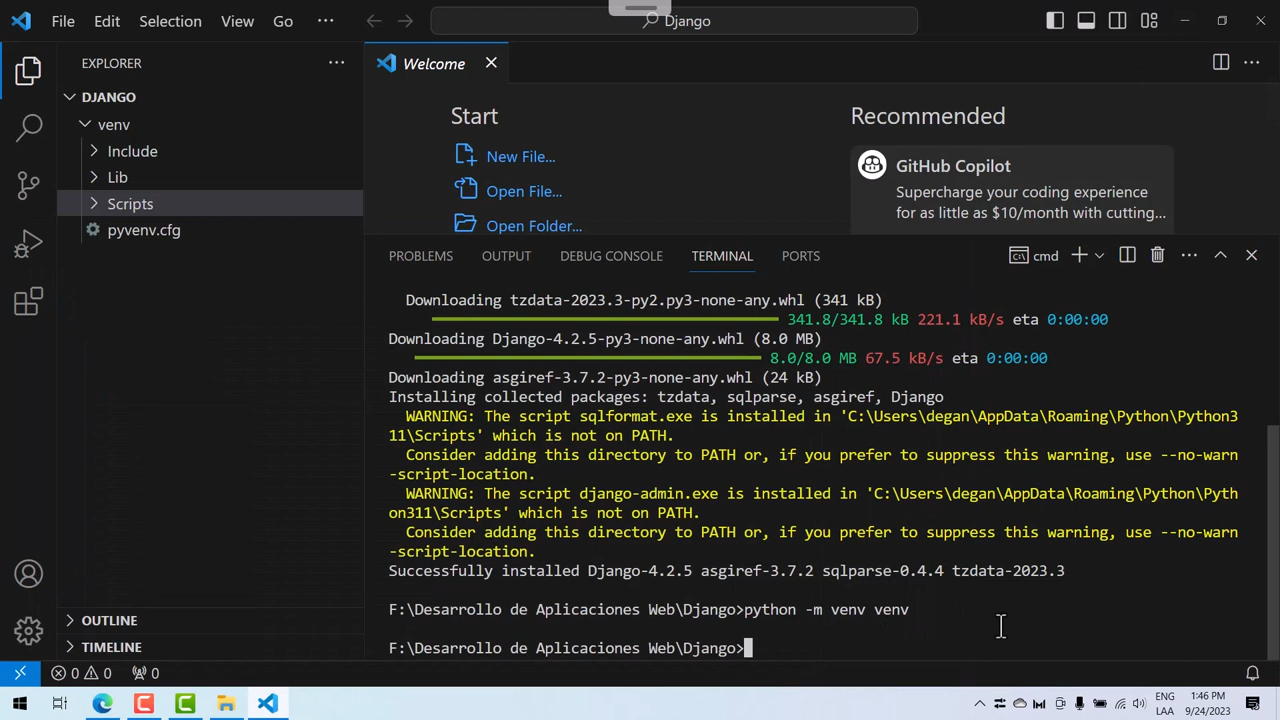 File Edit Selection View Go ··· Django
EXPLORER ···
DJANGO
venv
Include
Lib
Scripts
pyvenv.cfg
OUTLINE
TIMELINE
Welcome
Start
New File...
Open File...
Open Folder...
Recommended
GitHub Copilot
Supercharge your coding experience
for as little as $10/month with cutting...
PROBLEMS OUTPUT DEBUG CONSOLE TERMINAL PORTS cmd
Downloading tzdata-2023.3-py2.py3-none-any.whl (341 kB)
341.8/341.8 kB 221.1 kB/s eta 0:00:00
Downloading Django-4.2.5-py3-none-any.whl (8.0 MB)
8.0/8.0 MB 67.5 kB/s eta 0:00:00
Downloading asgiref-3.7.2-py3-none-any.whl (24 kB)
Installing collected packages: tzdata, sqlparse, asgiref, Django
WARNING: The script sqlformat.exe is installed in 'C:\Users\degan\AppData\Roaming\Python\Python3
11\Scripts' which is not on PATH.
Consider adding this directory to PATH or, if you prefer to suppress this warning, use --no-warn
-script-location.
WARNING: The script django-admin.exe is installed in 'C:\Users\degan\AppData\Roaming\Python\Pyth
on311\Scripts' which is not on PATH.
Consider adding this directory to PATH or, if you prefer to suppress this warning, use --no-warn
-script-location.
Successfully installed Django-4.2.5 asgiref-3.7.2 sqlparse-0.4.4 tzdata-2023.3
F:\Desarrollo de Aplicaciones Web\Django>python -m venv venv
F:\Desarrollo de Aplicaciones Web\Django>
0 0 0
ENG
LAA
1:46 PM
9/24/2023